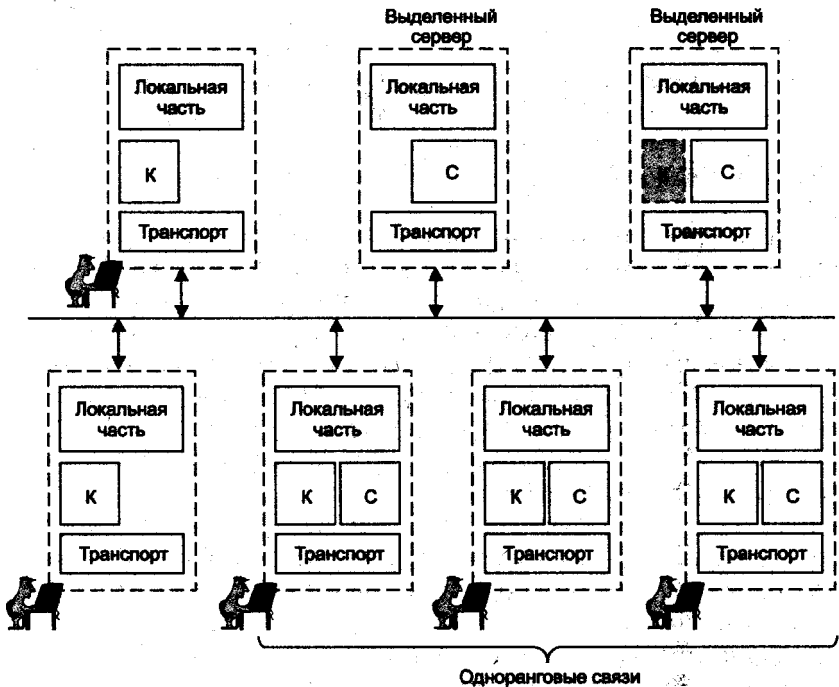 Выделенный
сервер
Выделенный
сервер
Локальная
часть
К
Транспорт
Локальная
часть
С
Транспорт
Локальная
часть
К
С
Транспорт
Локальная
часть
К
Транспорт
Локальная
часть
К
С
Транспорт
Локальная
часть
К
С
Транспорт
Локальная
часть
К
С
Транспорт
Одноранговые связи